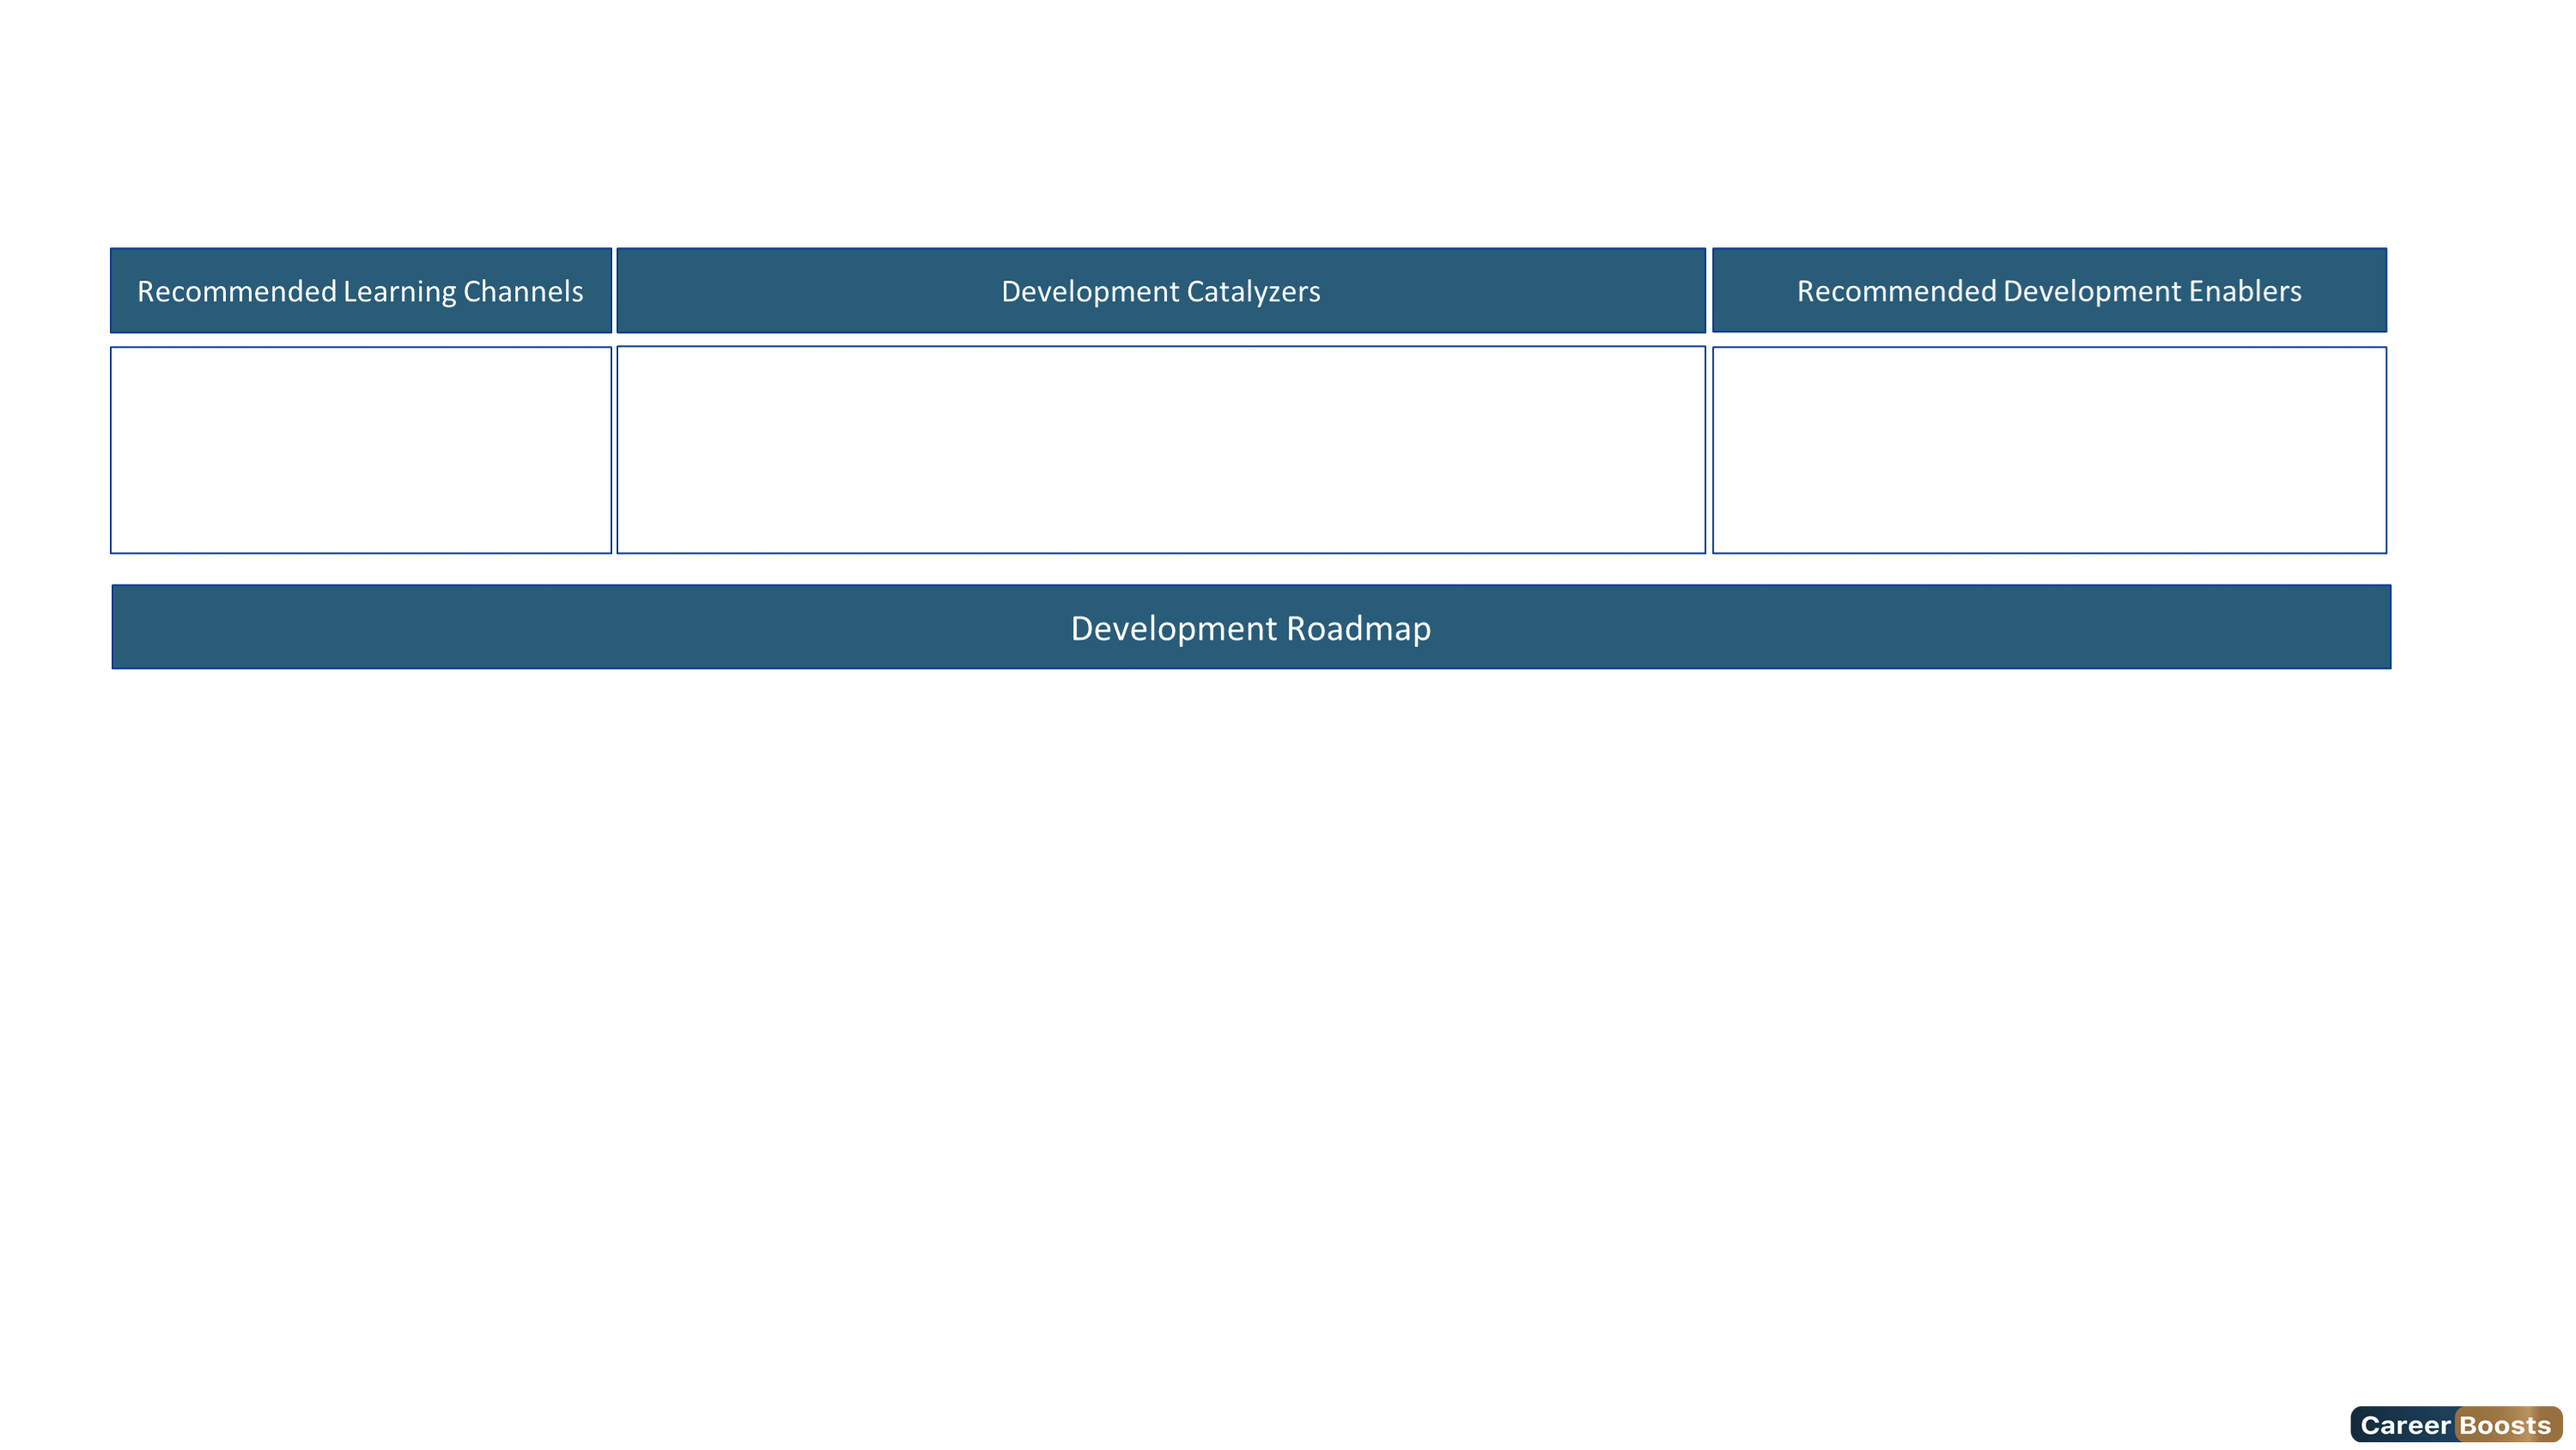 Recommended Learning Channels
Development Catalyzers
Recommended Development Enablers
Development Roadmap
Career Boosts